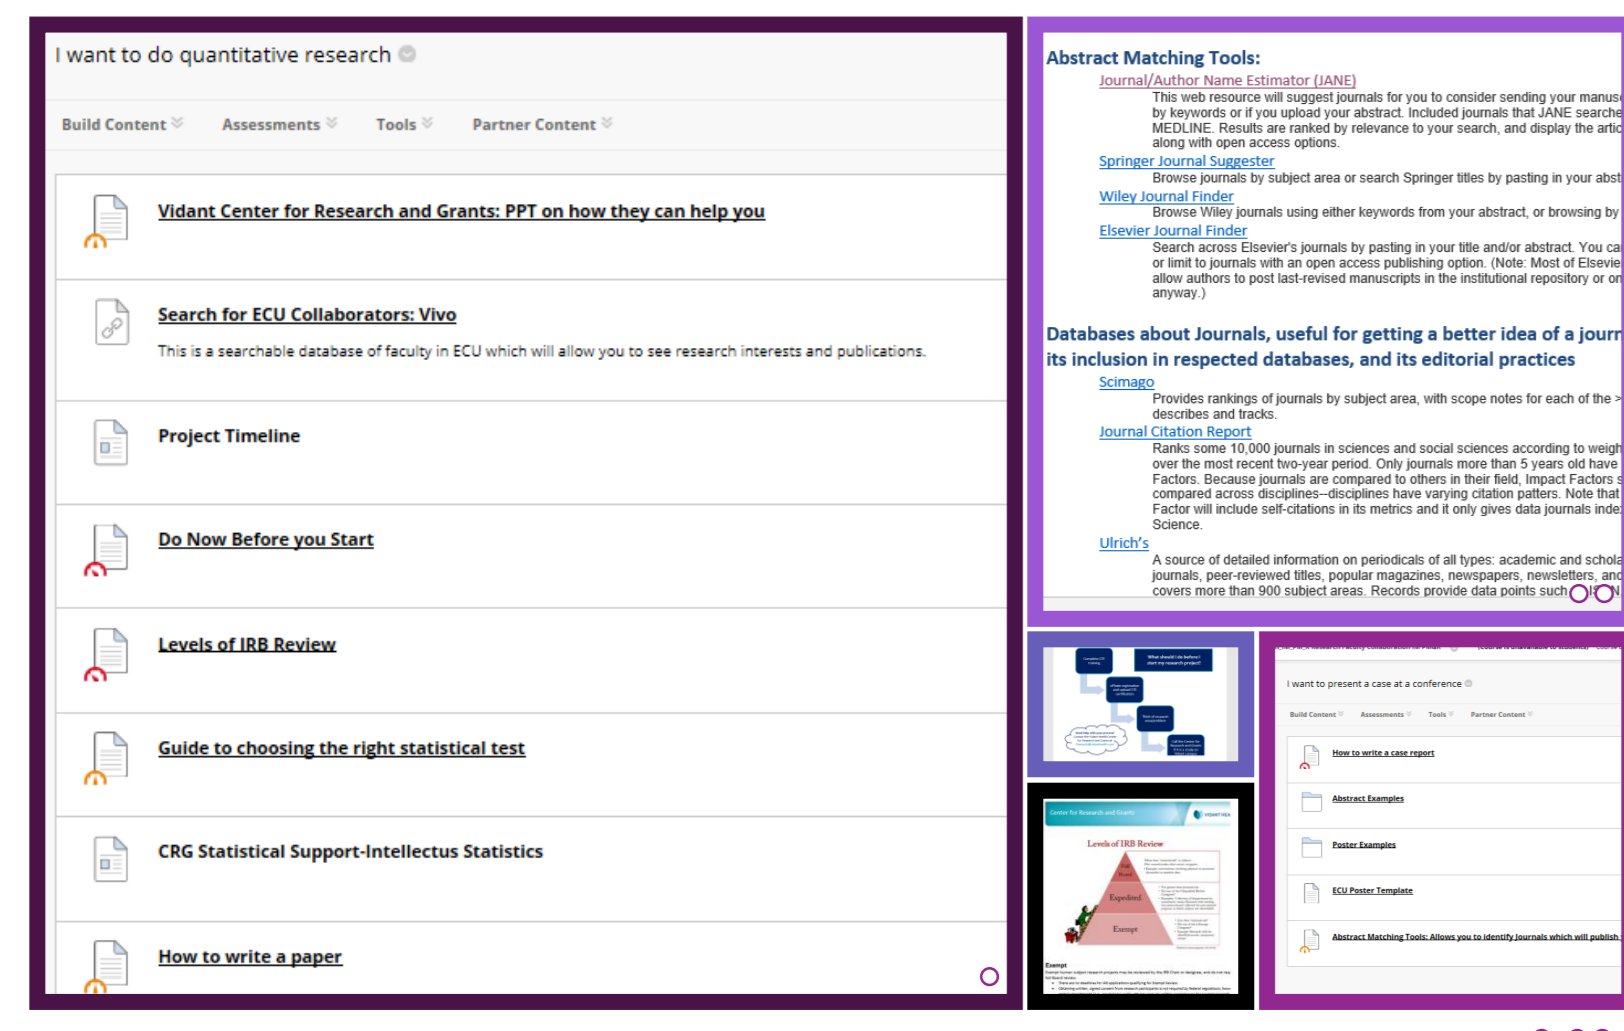 I want to do quantitative research
Build Content
Assessments
Tools
Partner Content
Vidant Center for Research and Grants: PPT on how they can help you
Search for ECU Collaborators: Vivo
This is a searchable database of faculty in ECU which will allow you to see research interests and publications.
Project Timeline
Do Now Before you Start
Levels of IRB Review
Guide to choosing the right statistical test
CRG Statistical Support-Intellectus Statistics
How to write a paper
Abstract Matching Tools:
Journal/Author Name Estimator (JANE)
This web resource will suggest journals for you to consider sending your manus
by keywords or if you upload your abstract. Included journals that JANE searche
MEDLINE. Results are ranked by relevance to your search, and display the artic
along with open access options.
Springer Journal Suggester
Browse journals by subject area or search Springer titles by pasting in your abst
Wiley Journal Finder
Browse Wiley journals using either keywords from your abstract, or browsing by
Elsevier Journal Finder
Search across Elsevier's journals by pasting in your title and/or abstract. You ca
or limit to journals with an open access publishing option. (Note: Most of Elsevie
allow authors to post last-revised manuscripts in the institutional repository or on
anyway.)
Databases about Journals, useful for getting a better idea of a journ
its inclusion in respected databases, and its editorial practices
Scimago
Provides rankings of journals by subject area, with scope notes for each of the >
describes and tracks.
Journal Citation Report
Ranks some 10,000 journals in sciences and social sciences according to weigh
over the most recent two-year period. Only journals more than 5 years old have
Factors. Because journals are compared to others in their field, Impact Factors s
compared across disciplines--disciplines have varying citation patters. Note that
Factor will include self-citations in its metrics and it only gives data journals inde
Science.
Ulrich's
A source of detailed information on periodicals of all types: academic and schola
journals, peer-reviewed titles, popular magazines, newspapers, newsletters, and
covers more than 900 subject areas. Records provide data points such
What should I do before I
start my research project?
Center for Research and Grants
VIDANT HEA
Levels of IRB Review
Full
Board
Expedited
Exempt
Exempt
I want to present a case at a conference
Build Content
Assessments
Tools
Partner Content
How to write a case report
Abstract Examples
Poster Examples
ECU Poster Template
Abstract Matching Tools: Allows you to identify Journals which will publish